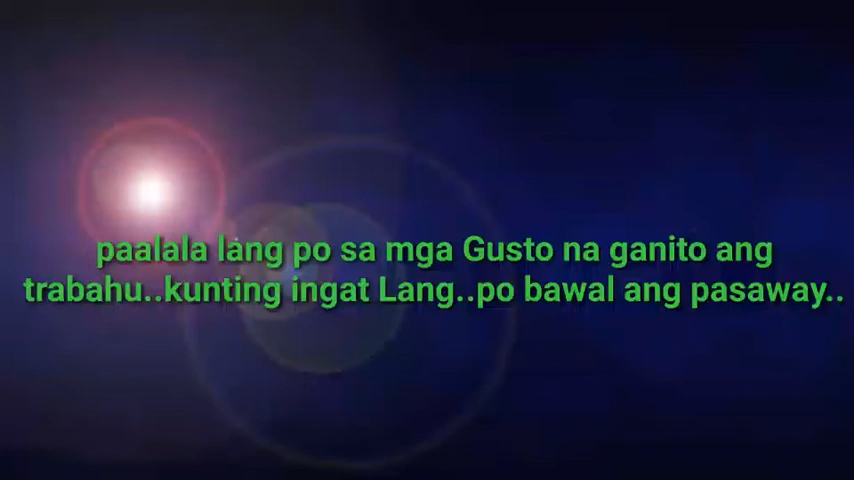 paalala lang po sa mga Gusto na ganito ang
trabahu..kunting ingat Lang..po bawal ang pasaway..